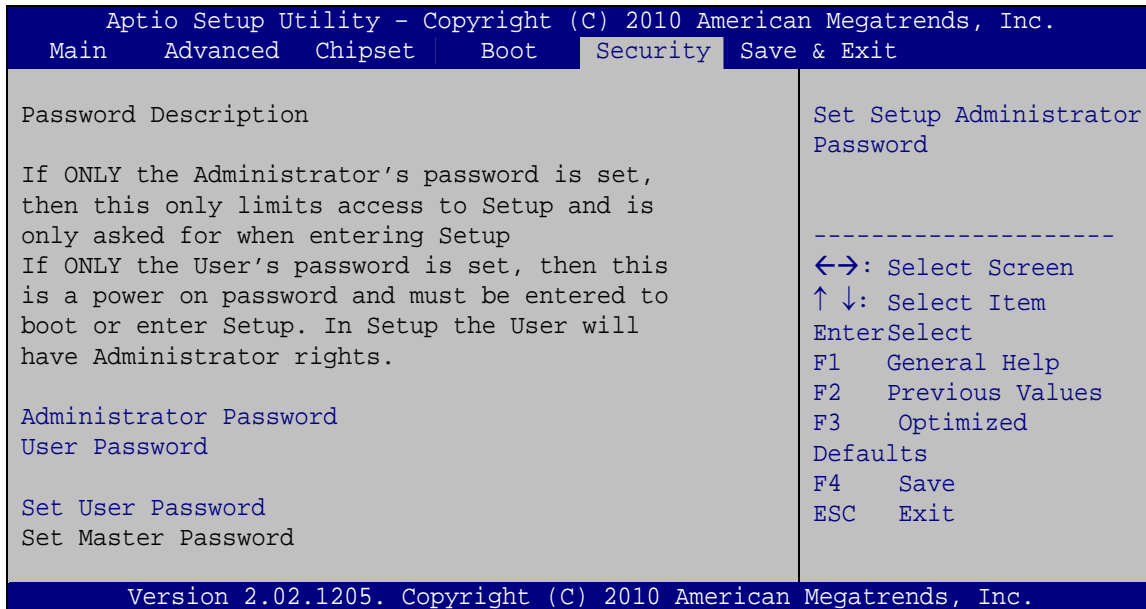 Aptio Setup Utility – Copyright (C) 2010 American Megatrends, Inc.
Main Advanced Chipset Boot Security Save & Exit
Password Description
If ONLY the Administrator’s password is set,
then this only limits access to Setup and is
only asked for when entering Setup
If ONLY the User’s password is set, then this
is a power on password and must be entered to
boot or enter Setup. In Setup the User will
have Administrator rights.
Administrator Password
User Password
Set User Password
Set Master Password
Set Setup Administrator
Password
---------------------
←→: Select Screen
↑ ↓: Select Item
EnterSelect
F1 General Help
F2 Previous Values
F3 Optimized
Defaults
F4 Save
ESC Exit
Version 2.02.1205. Copyright (C) 2010 American Megatrends, Inc.